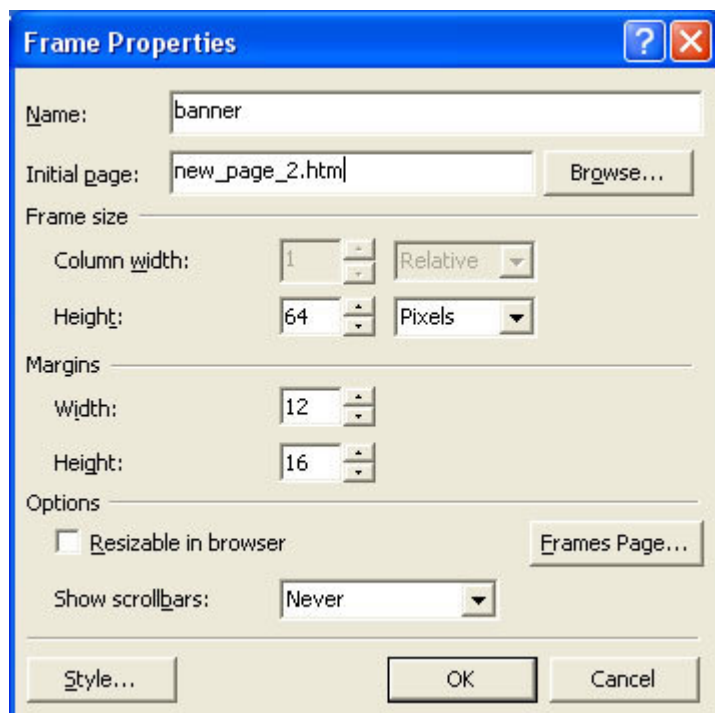 Frame Properties
Name: banner
Initial page: new_page_2.htm Browse...
Frame size
Column width: 1 Relative
Height: 64 Pixels
Margins
Width: 12
Height: 16
Options
Resizable in browser Frames Page...
Show scrollbars: Never
Style... OK Cancel